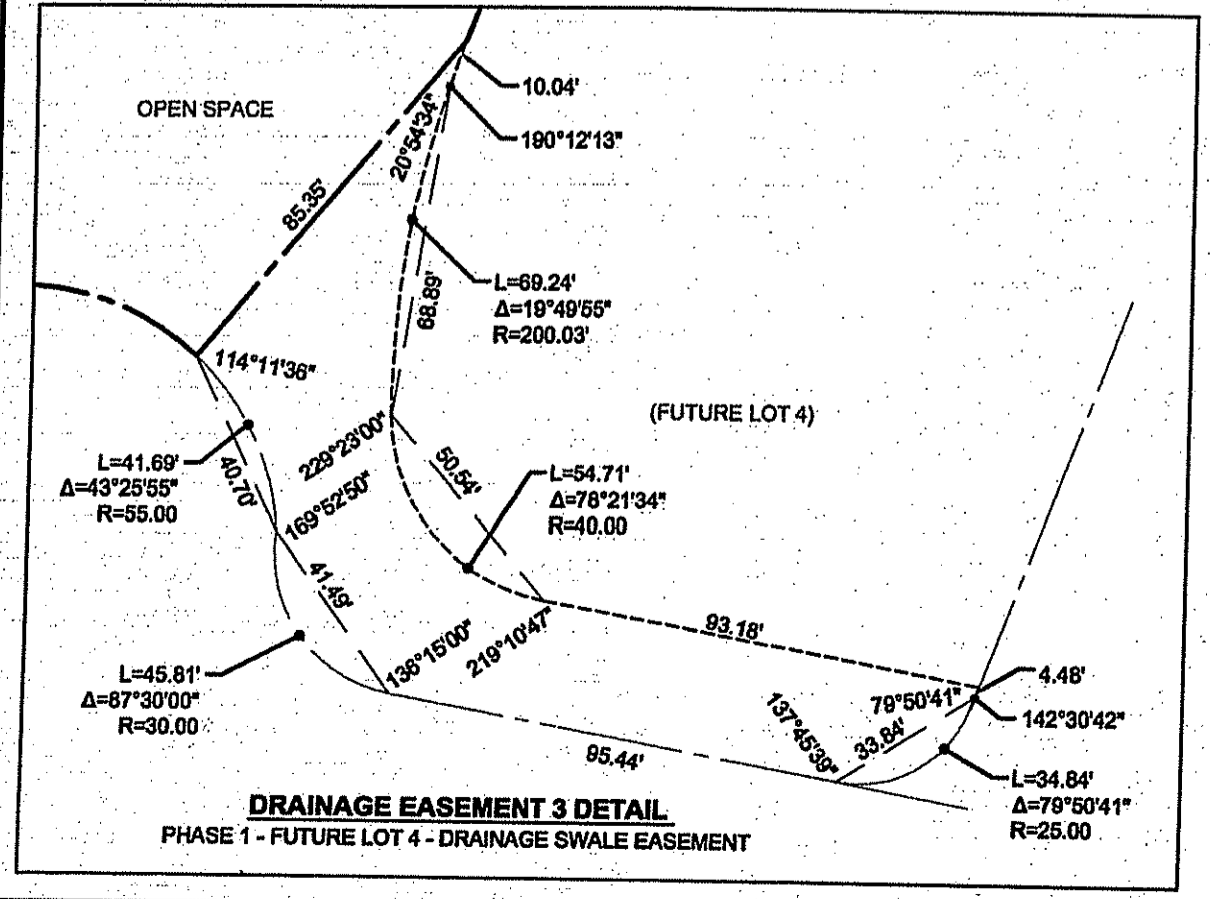 10.04'
OPEN SPACE
190°12'13"
20°54'34"
85.35'
L=69.24'
Δ=19°49'55"
R=200.03'
68.89'
114°11'36"
(FUTURE LOT 4)
229°23'00"
L=41.69'
Δ=43°25'55"
R=55.00
40.70'
50.54'
L=54.71'
Δ=78°21'34"
R=40.00
169°52'50"
41.49'
136°15'00"
219°10'47"
93.18'
L=45.81'
Δ=87°30'00"
R=30.00
4.48'
79°50'41"
142°30'42"
137°45'39"
33.84'
95.44'
L=34.84'
Δ=79°50'41"
R=25.00
DRAINAGE EASEMENT 3 DETAIL
PHASE 1 - FUTURE LOT 4 - DRAINAGE SWALE EASEMENT